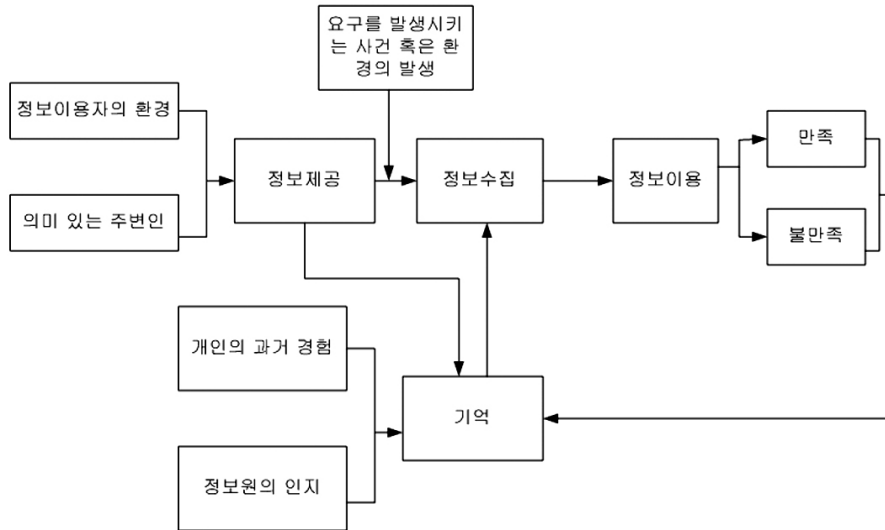 요구를 발생시키
는 사건 혹은 환
경의 발생
정보이용자의 환경
의미 있는 주변인
정보제공
정보수집
정보이용
만족
불만족
개인의 과거 경험
정보원의 인지
기억